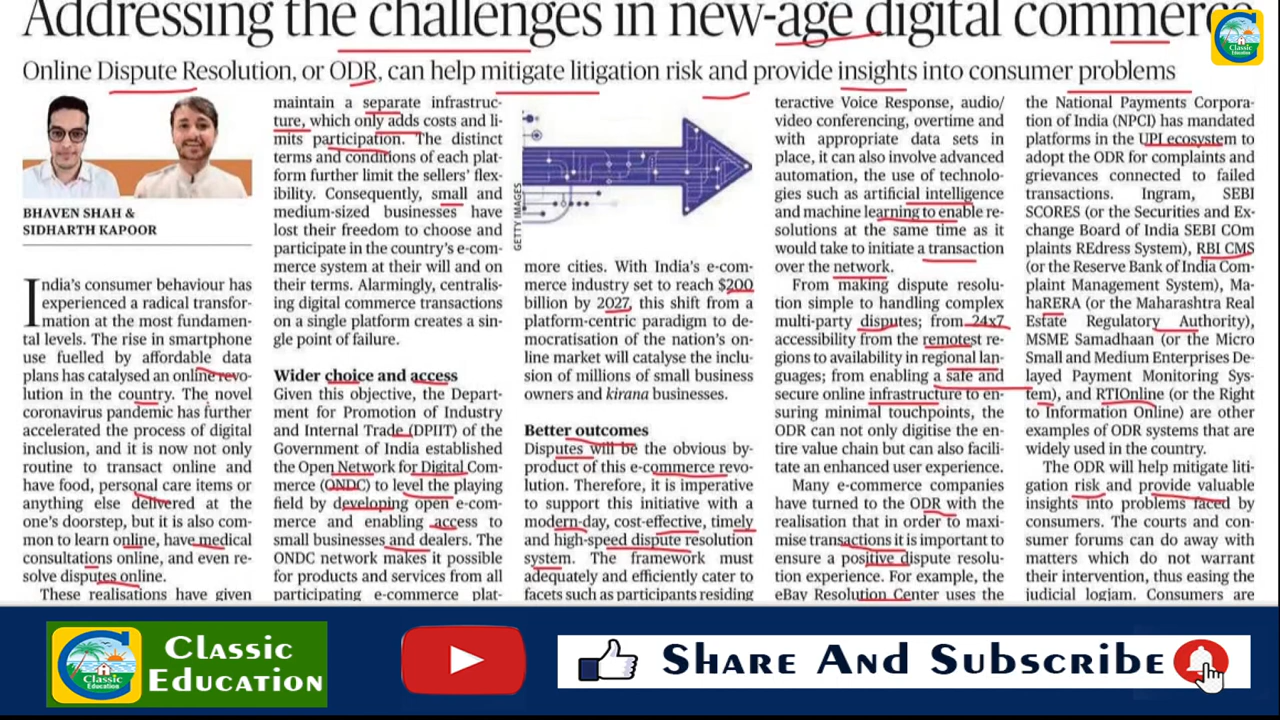 Addressing the challenges in new-age digital commerce
Online Dispute Resolution, or ODR, can help mitigate litigation risk and provide insights into consumer problems
BHAVEN SHAH &
SIDHARTH KAPOOR
India's consumer behaviour has
experienced a radical transfor-
mation at the most fundamen-
tal levels. The rise in smartphone
use fuelled by affordable data
plans has catalysed an online revo-
lution in the country. The novel
coronavirus pandemic has further
accelerated the process of digital
inclusion, and it is now not only
routine to transact online and
have food, personal care items or
anything else delivered at the
one's doorstep, but it is also com-
mon to learn online, have medical
consultations online, and even re-
solve disputes online.
These realisations have given
maintain a separate infrastruc-
ture, which only adds costs and li-
mits participation. The distinct
terms and conditions of each plat-
form further limit the sellers' flex-
ibility. Consequently, small and
medium-sized businesses have
lost their freedom to choose and
participate in the country's e-com-
merce system at their will and on
their terms. Alarmingly, centralis-
ing digital commerce transactions
on a single platform creates a sin-
gle point of failure.
Wider choice and access
Given this objective, the Depart-
ment for Promotion of Industry
and Internal Trade (DPIIT) of the
Government of India established
the Open Network for Digital Com-
merce (ONDC) to level the playing
field by developing open e-com-
merce and enabling access to
small businesses and dealers. The
ONDC network makes it possible
for products and services from all
participating e-commerce plat-
GETTY IMAGES
more cities. With India's e-com-
merce industry set to reach $200
billion by 2027, this shift from a
platform-centric paradigm to de-
mocratisation of the nation's on-
line market will catalyse the inclu-
sion of millions of small business
owners and kirana businesses.
Better outcomes
Disputes will be the obvious by-
product of this e-commerce revo-
lution. Therefore, it is imperative
to support this initiative with a
modern-day, cost-effective, timely
and high-speed dispute resolution
system. The framework must
adequately and efficiently cater to
facets such as participants residing
teractive Voice Response, audio/
video conferencing, overtime and
with appropriate data sets in
place, it can also involve advanced
automation, the use of technolo-
gies such as artificial intelligence
and machine learning to enable re-
solutions at the same time as it
would take to initiate a transaction
over the network.
From making dispute resolu-
tion simple to handling complex
multi-party disputes; from 24x7
accessibility from the remotest re-
gions to availability in regional lan-
guages; from enabling a safe and
secure online infrastructure to en-
suring minimal touchpoints, the
ODR can not only digitise the en-
tire value chain but can also facili-
tate an enhanced user experience.
Many e-commerce companies
have turned to the ODR with the
realisation that in order to maxi-
mise transactions it is important to
ensure a positive dispute resolu-
tion experience. For example, the
eBay Resolution Center uses the
the National Payments Corpora-
tion of India (NPCI) has mandated
platforms in the UPI ecosystem to
adopt the ODR for complaints and
grievances connected to failed
transactions. Ingram, SEBI
SCORES (or the Securities and Ex-
change Board of India SEBI COm
plaints REdress System), RBI CMS
(or the Reserve Bank of India Com-
plaint Management System), Ma-
haRERA (or the Maharashtra Real
Estate Regulatory Authority),
MSME Samadhaan (or the Micro
Small and Medium Enterprises De-
layed Payment Monitoring Sys-
tem), and RTIOnline (or the Right
to Information Online) are other
examples of ODR systems that are
widely used in the country.
The ODR will help mitigate liti-
gation risk and provide valuable
insights into problems faced by
consumers. The courts and con-
sumer forums can do away with
matters which do not warrant
their intervention, thus easing the
judicial logjam. Consumers are
Classic
Education
Classic
Education
Classic
Education
Share And Subscribe